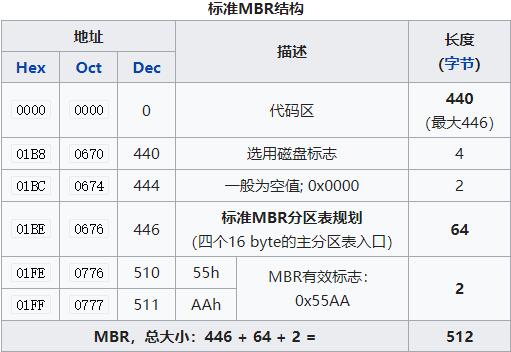 标准MBR结构
地址 描述 长度
(字节)
Hex Oct Dec
0000 0000 0 代码区 440
(最大446)
01B8 0670 440 选用磁盘标志 4
01BC 0674 444 一般为空值; 0x0000 2
01BE 0676 446 标准MBR分区表规划
(四个16 byte的主分区表入口) 64
01FE 0776 510 55h MBR有效标志：
0x55AA 2
01FF 0777 511 AAh
MBR，总大小：446 + 64 + 2 = 512